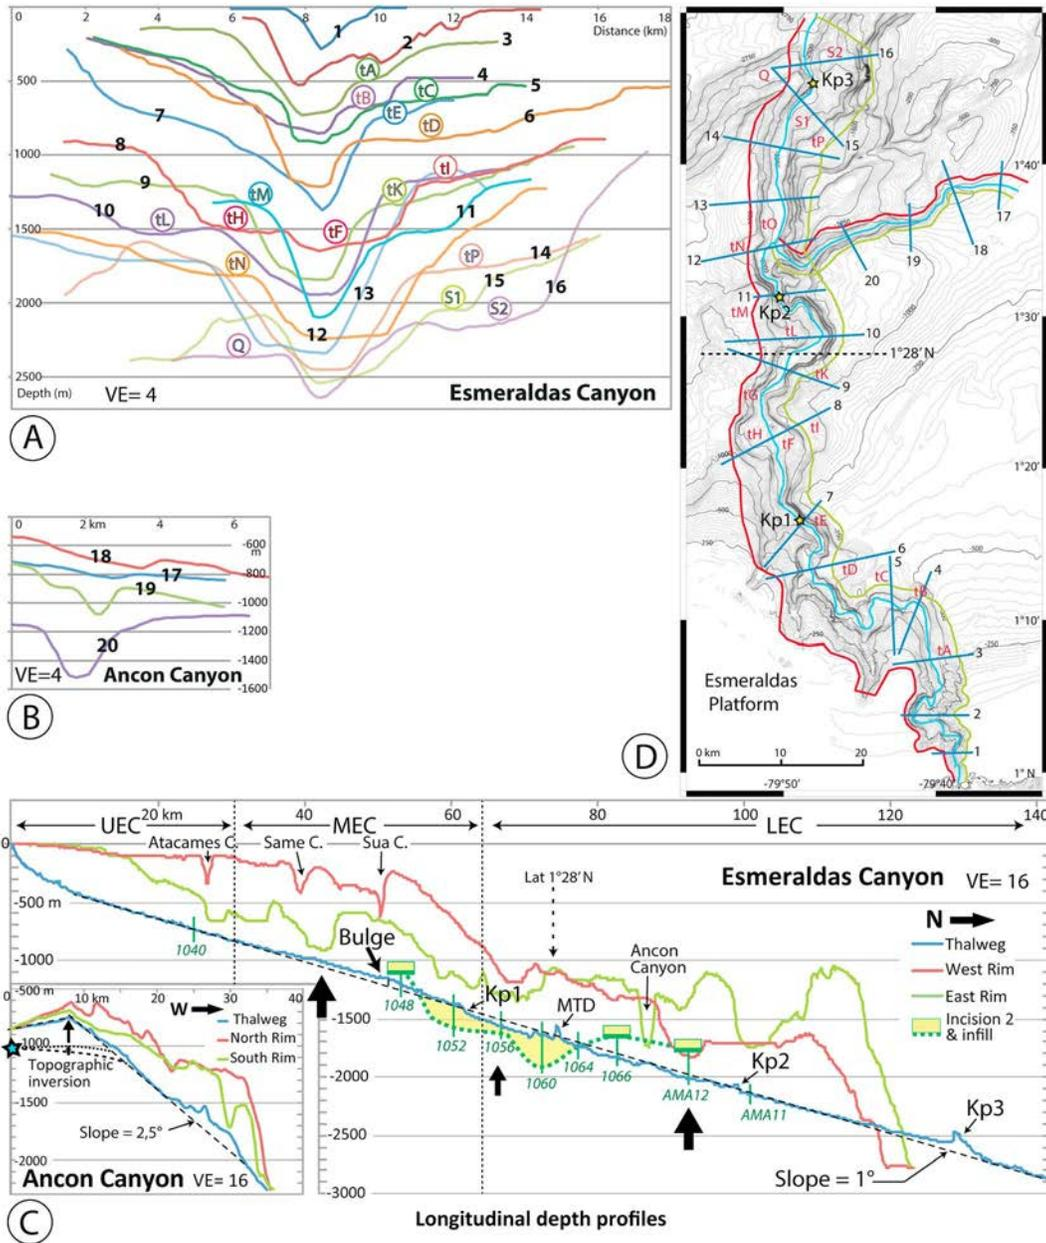 0 2 4 6 8 10 12 14 16 18
Distance (km)
1
2
3
tA
4
tB
500
tC
5
tE
7
tD
6
8
1000
9
tI
tM
tK
10
tL
tH
11
1500
tF
tN
tP
14
13
15
16
S1
S2
2000
12
Q
2500
Depth (m)
VE= 4
Esmeraldas Canyon
A
0 2 km 4 6
-600
m
18
17
-800
19
-1000
-1200
20
-1400
VE=4
Ancon Canyon
-1600
B
S2
16
Q
Kp3
S1
14
tP
15
1°40'
13
17
tO
tN
18
12
19
20
11
tM
Kp2
1°30'
tL
10
1°28' N
tK
9
tG
8
tH
tF
tI
1°20'
7
Kp1
tE
6
5
tD
4
tC
tB
1°10'
3
tA
Esmeraldas
Platform
2
1
0 km 10 20
1° N
-79°50'
-79°40'
D
20 km 40 60 80 100 120 140
UEC
MEC
LEC
Atacames C.
Same C.
Sua C.
0
Lat 1°28' N
Esmeraldas Canyon VE= 16
-500 m
N
Thalweg
1040
Bulge
West Rim
-1000
Ancon
Canyon
East Rim
1048
Kp1
MTD
Incision 2
& infill
-1500
1052
1056
1060
1064
1066
Kp2
-2000
AMA12
AMA11
Kp3
-2500
Slope = 1°
-3000
0
-500 m
10 km 20 30 40
W
Thalweg
North Rim
South Rim
-1000
Topographic
inversion
-1500
Slope = 2,5°
-2000
Ancon Canyon VE= 16
C
Longitudinal depth profiles